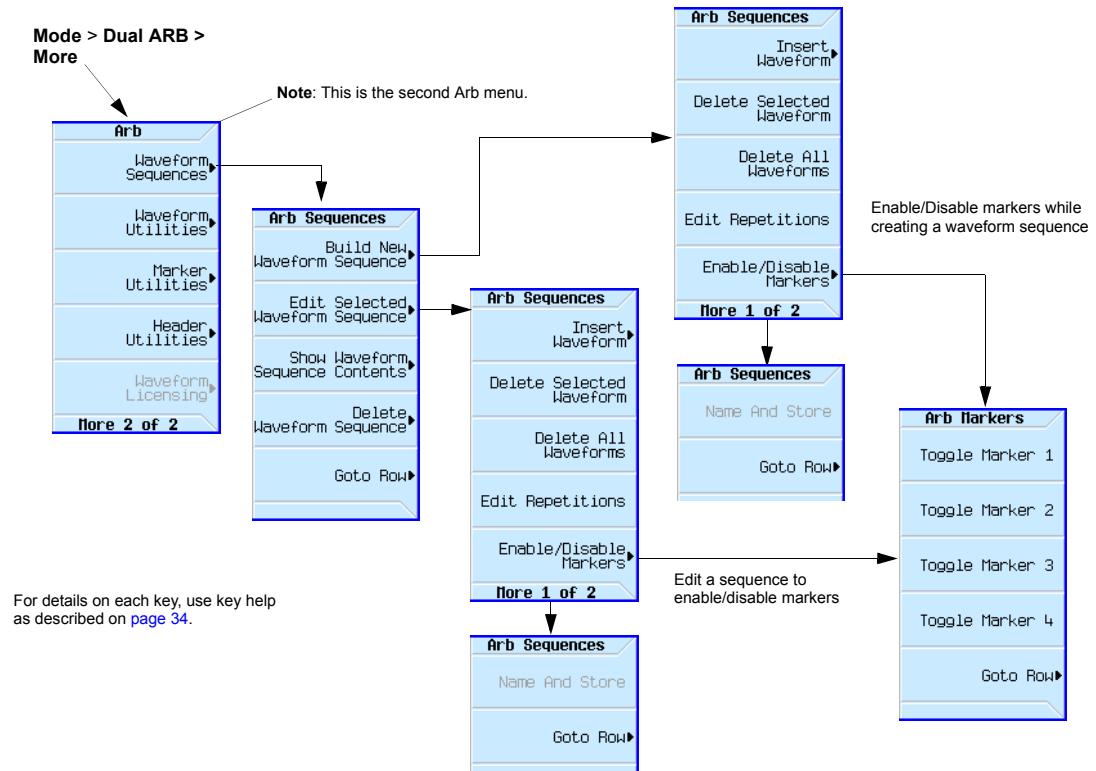 Mode > Dual ARB >
More
Note: This is the second Arb menu.
Arb
Waveform
Sequences
Waveform
Utilities
Marker
Utilities
Header
Utilities
Waveform
Licensing
More 2 of 2
Arb Sequences
Build New
Waveform Sequence
Edit Selected
Waveform Sequence
Show Waveform
Sequence Contents
Delete
Waveform Sequence
Goto Row
Arb Sequences
Insert
Waveform
Delete Selected
Waveform
Delete All
Waveforms
Edit Repetitions
Enable/Disable
Markers
More 1 of 2
Arb Sequences
Name And Store
Goto Row
Arb Sequences
Insert
Waveform
Delete Selected
Waveform
Delete All
Waveforms
Edit Repetitions
Enable/Disable
Markers
More 1 of 2
Arb Sequences
Name And Store
Goto Row
Enable/Disable markers while
creating a waveform sequence
Edit a sequence to
enable/disable markers
Arb Markers
Toggle Marker 1
Toggle Marker 2
Toggle Marker 3
Toggle Marker 4
Goto Row
For details on each key, use key help
as described on page 34.